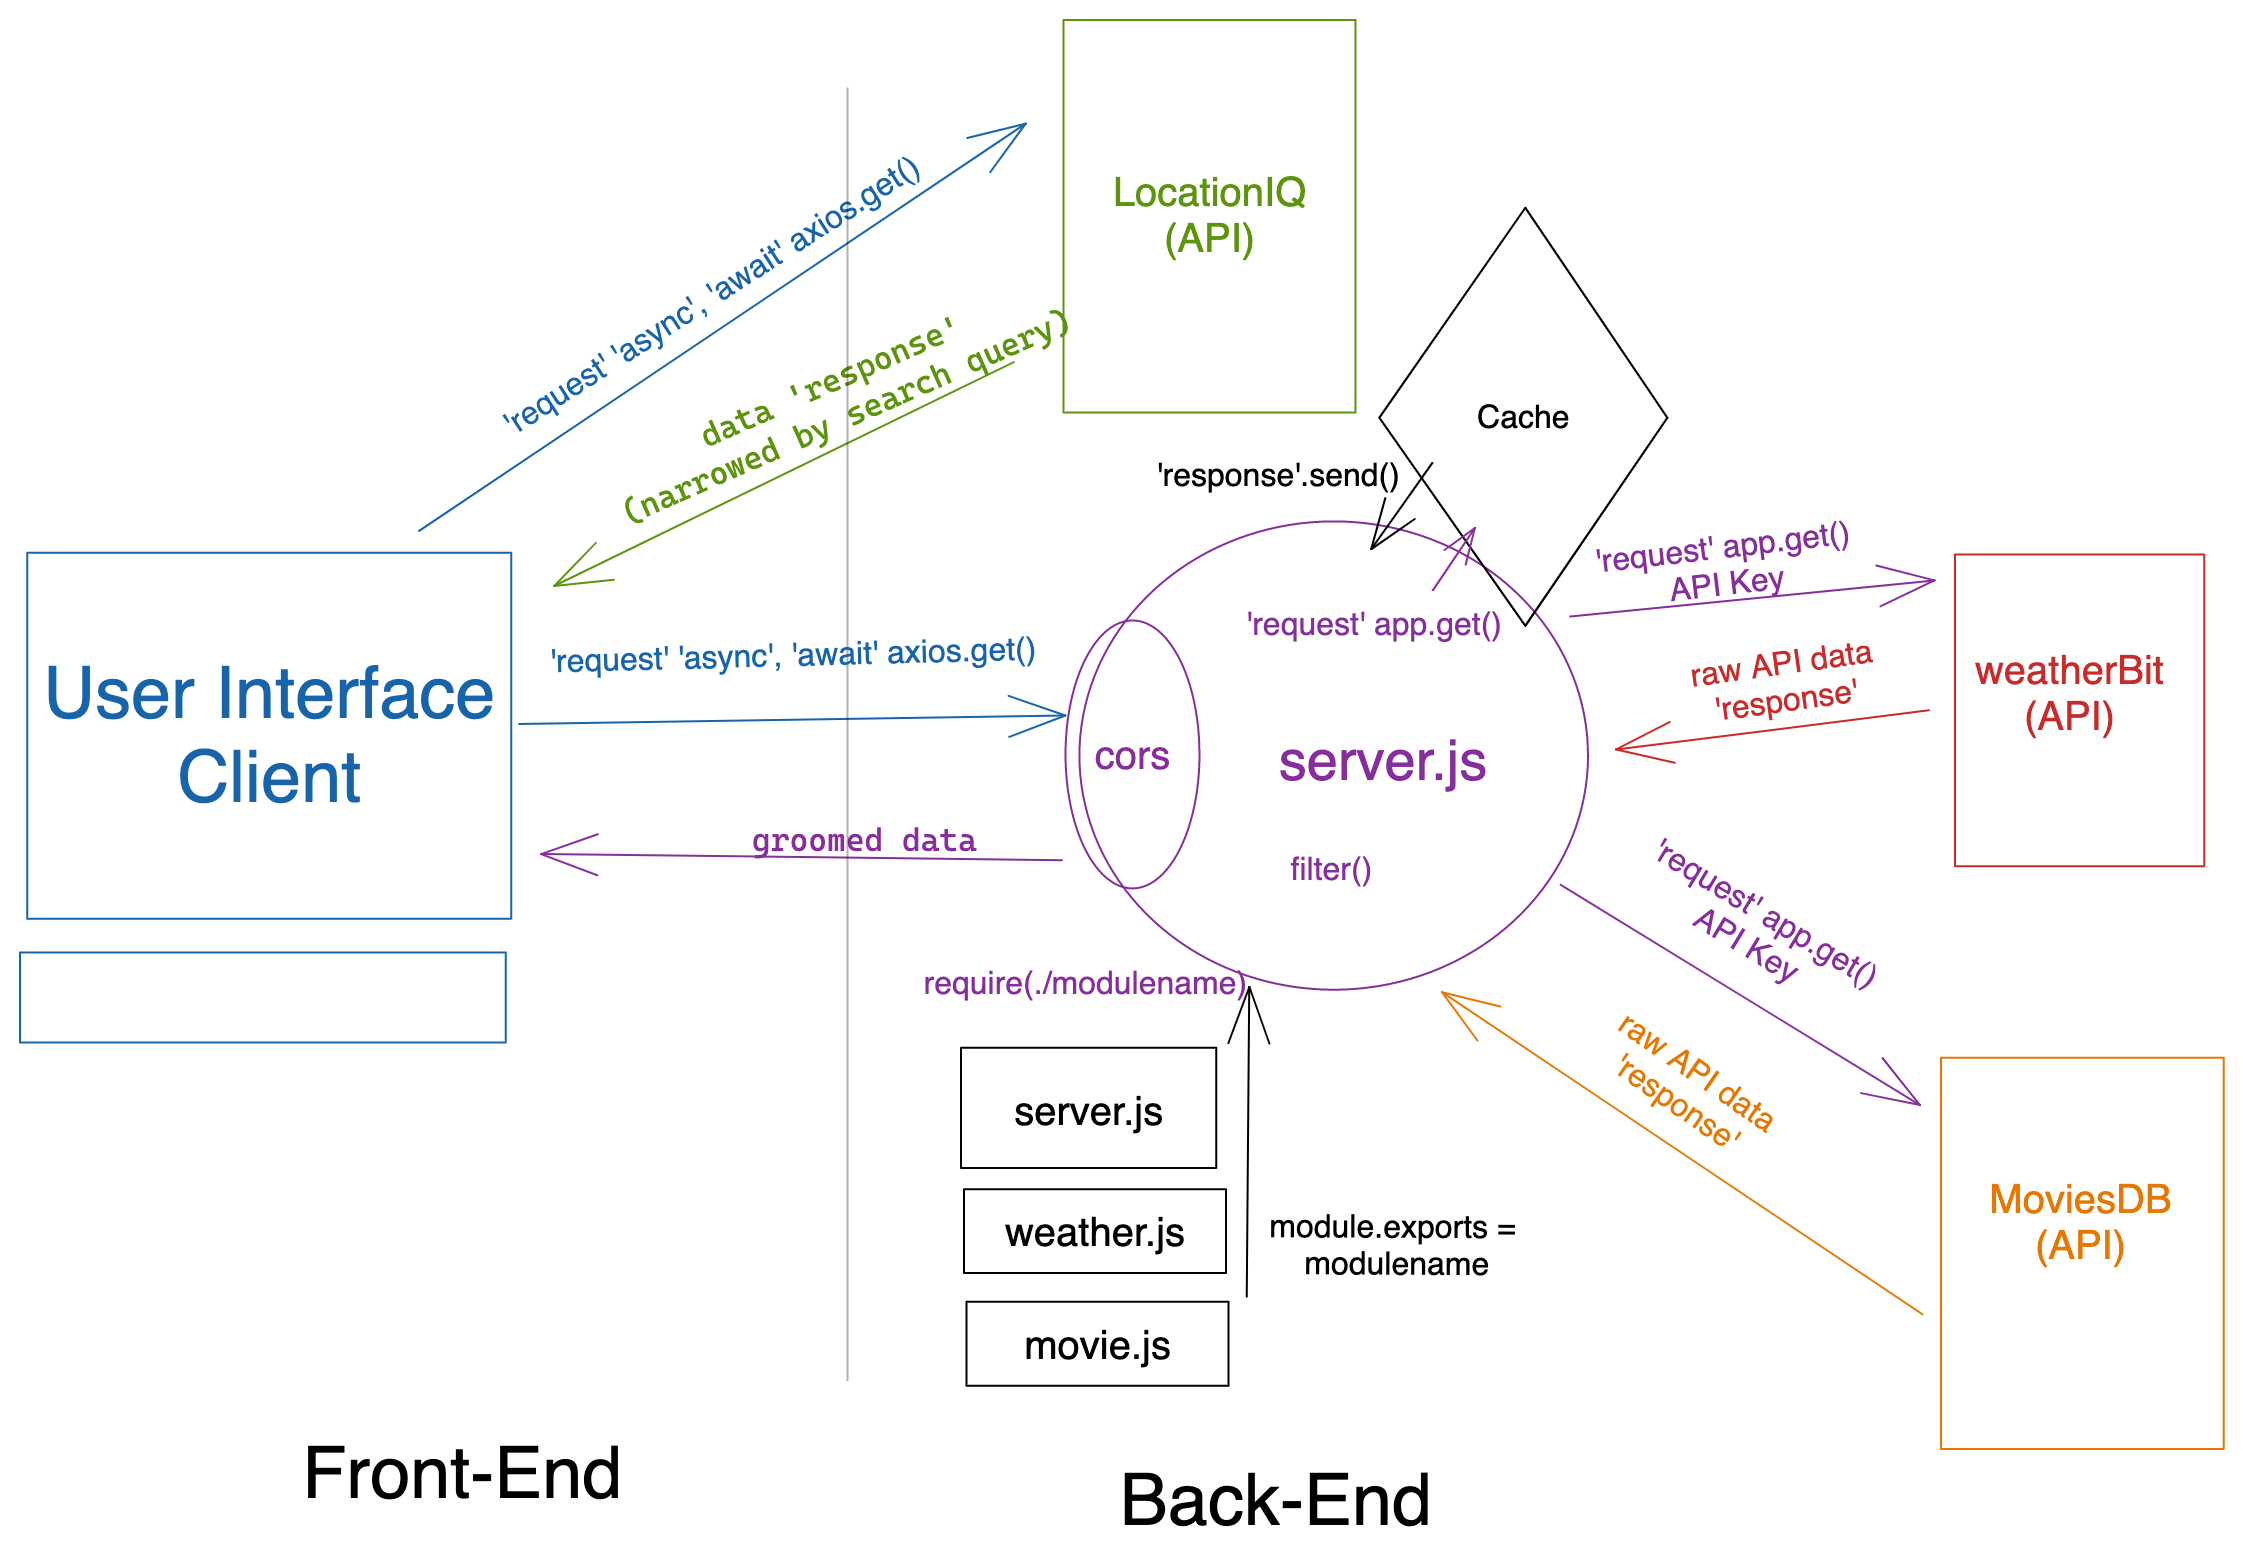 LocationIQ
(API)
'request' 'async', 'await' axios.get()
data 'response'
(narrowed by search query)
Cache
'response'.send()
'request' app.get()
'request' app.get()
API Key
User Interface
Client
'request' 'async', 'await' axios.get()
cors
server.js
raw API data
'response'
weatherBit
(API)
groomed data
filter()
'request' app.get()
API Key
require(./modulename)
raw API data
'response'
server.js
weather.js
module.exports =
modulename
movie.js
MoviesDB
(API)
Front-End
Back-End